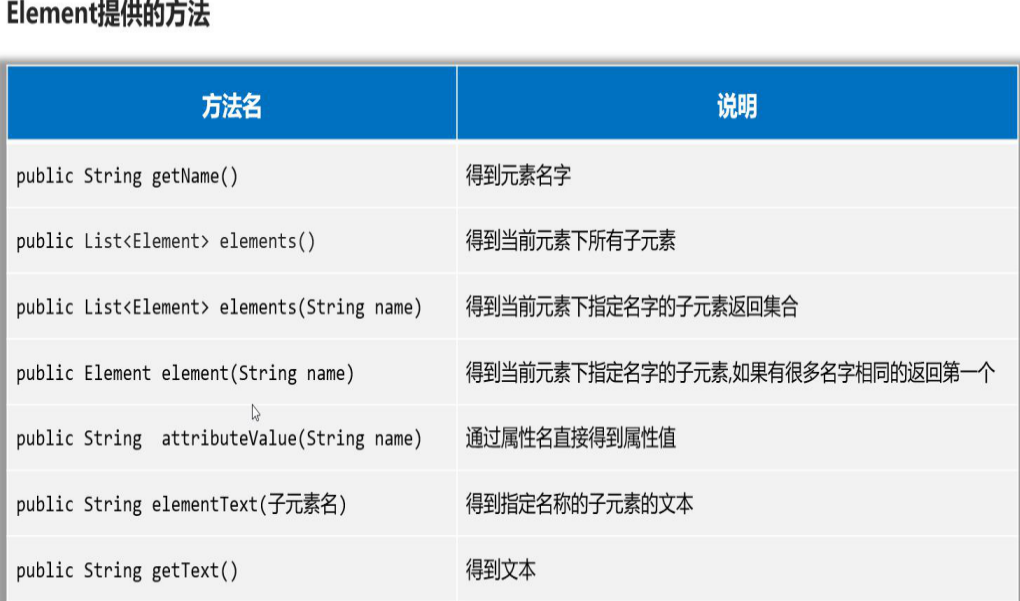 Element提供的方法
方法名 说明
public String getName() 得到元素名字
public List<Element> elements() 得到当前元素下所有子元素
public List<Element> elements(String name) 得到当前元素下指定名字的子元素返回集合
public Element element(String name) 得到当前元素下指定名字的子元素,如果有很多名字相同的返回第一个
public String  attributeValue(String name) 通过属性名直接得到属性值
public String elementText(子元素名) 得到指定名称的子元素的文本
public String getText() 得到文本